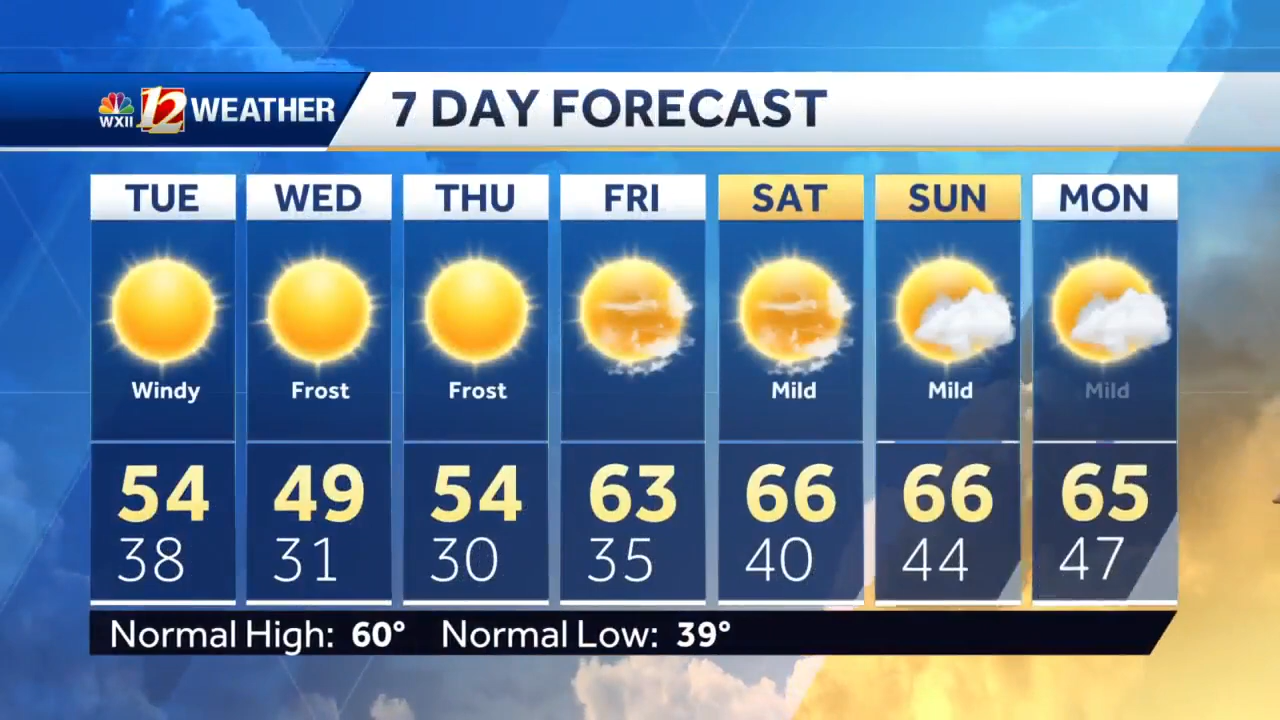 WXII 12 WEATHER 7 DAY FORECAST
TUE WED THU FRI SAT SUN MON
Windy Frost Frost Mild Mild Mild
54 49 54 63 66 66 65
38 31 30 35 40 44 47
Normal High: 60° Normal Low: 39°